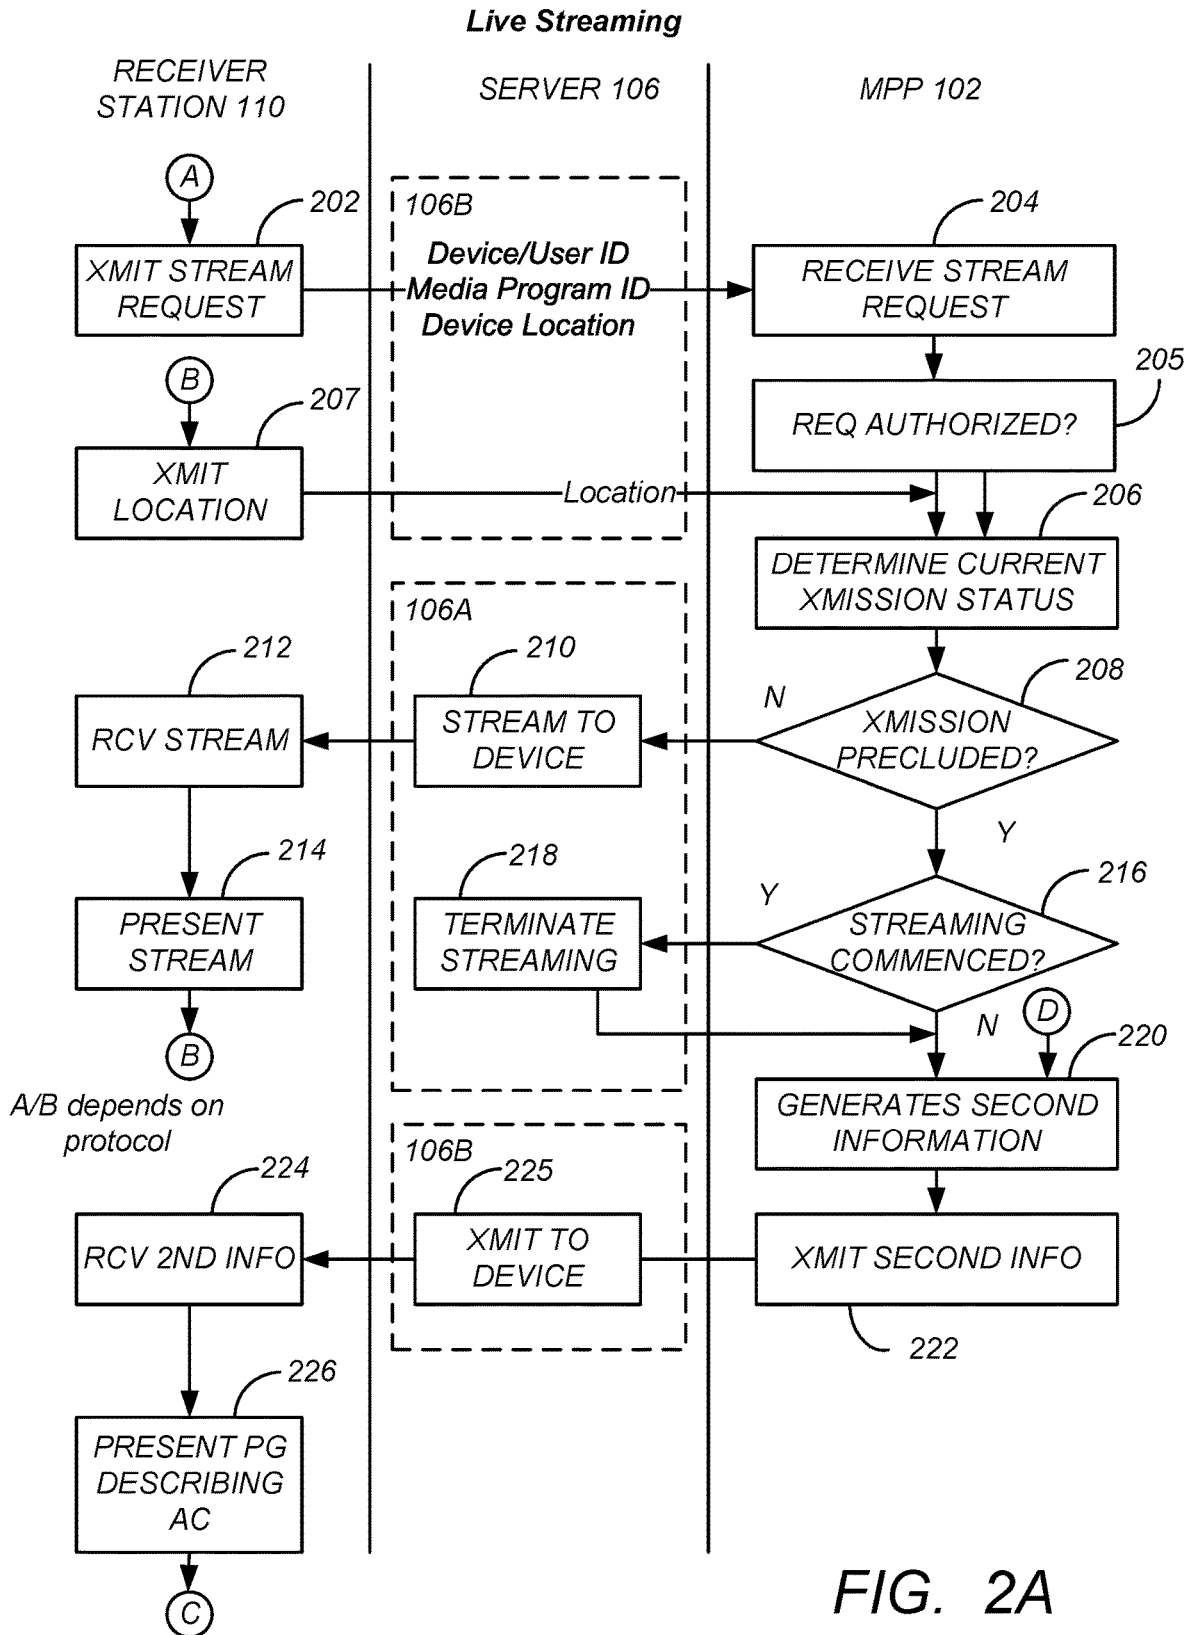 Live Streaming
RECEIVER
STATION 110
SERVER 106
MPP 102
A
202
106B
204
XMIT STREAM
REQUEST
Device/User ID
Media Program ID
Device Location
RECEIVE STREAM
REQUEST
B
207
205
REQ AUTHORIZED?
XMIT
LOCATION
Location
206
DETERMINE CURRENT
XMISSION STATUS
106A
212
210
208
RCV STREAM
STREAM TO
DEVICE
N
XMISSION
PRECLUDED?
Y
214
218
216
PRESENT
STREAM
TERMINATE
STREAMING
Y
STREAMING
COMMENCED?
N
D
B
220
A/B depends on
protocol
GENERATES SECOND
INFORMATION
106B
224
225
RCV 2ND INFO
XMIT TO
DEVICE
XMIT SECOND INFO
222
226
PRESENT PG
DESCRIBING
AC
C
FIG. 2A